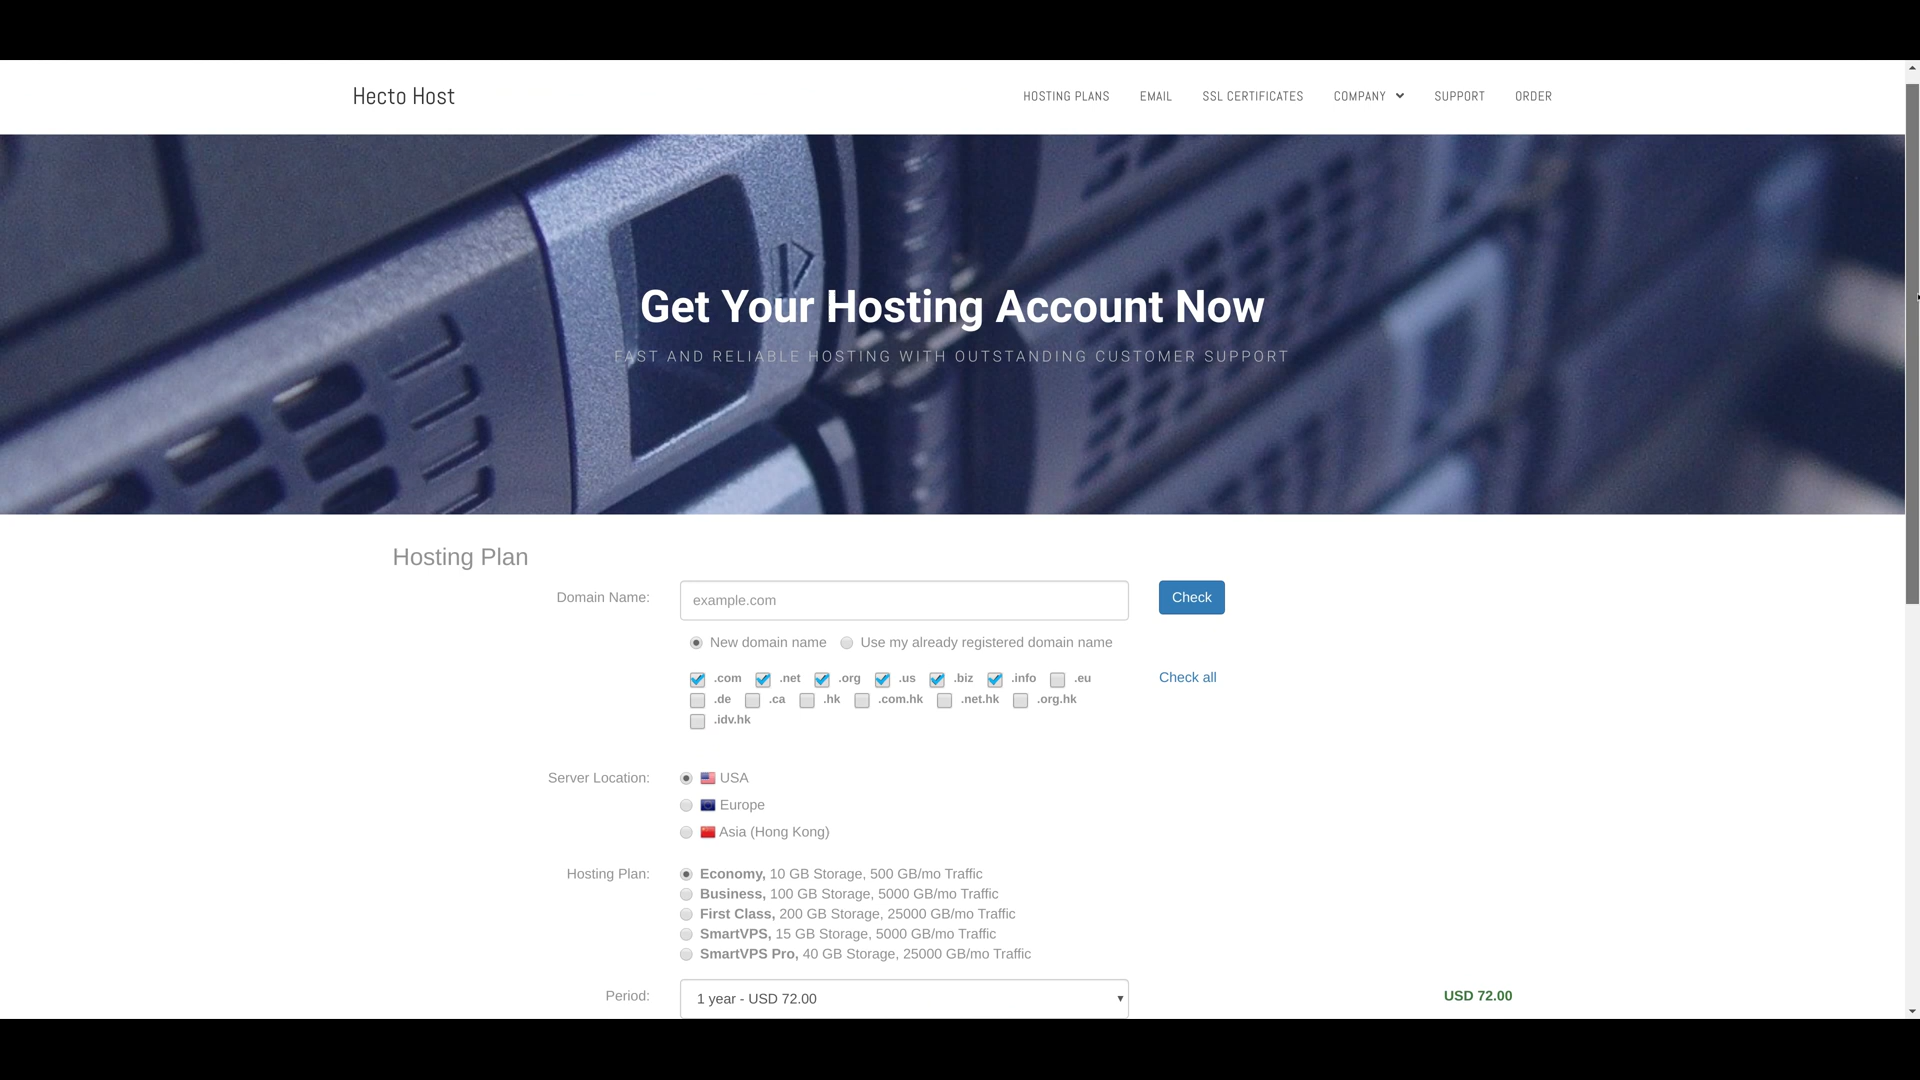 Hecto Host
HOSTING PLANS EMAIL SSL CERTIFICATES COMPANY SUPPORT ORDER
Get Your Hosting Account Now
FAST AND RELIABLE HOSTING WITH OUTSTANDING CUSTOMER SUPPORT
Hosting Plan
Domain Name: example.com Check
New domain name Use my already registered domain name
.com .net .org .us .biz .info .eu Check all
.de .ca .hk .com.hk .net.hk .org.hk
.idv.hk
Server Location: USA
Europe
Asia (Hong Kong)
Hosting Plan: Economy, 10 GB Storage, 500 GB/mo Traffic
Business, 100 GB Storage, 5000 GB/mo Traffic
First Class, 200 GB Storage, 25000 GB/mo Traffic
SmartVPS, 15 GB Storage, 5000 GB/mo Traffic
SmartVPS Pro, 40 GB Storage, 25000 GB/mo Traffic
Period: 1 year - USD 72.00 USD 72.00